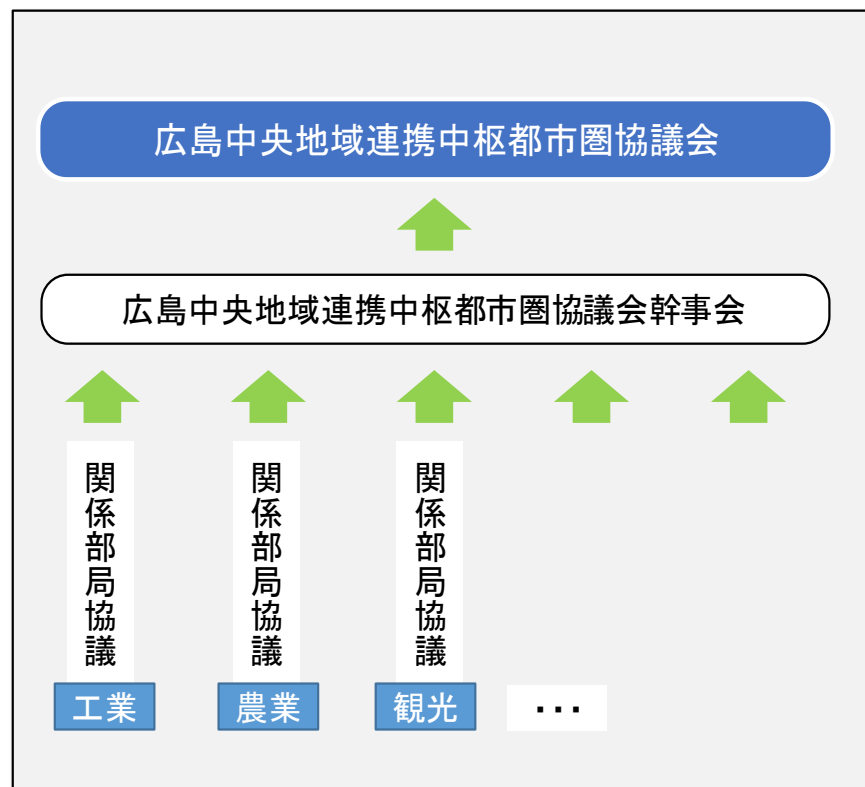 広島中央地域連携中枢都市圏協議会
広島中央地域連携中枢都市圏協議会幹事会
関係部局協議
関係部局協議
関係部局協議
工業
農業
観光
・・・